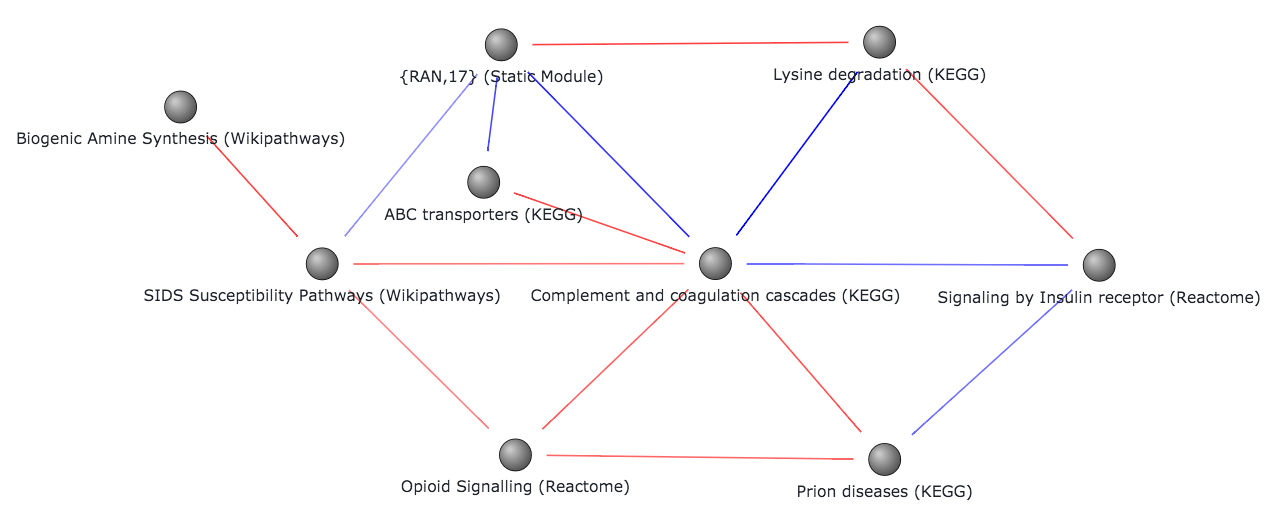 {RAN,17} (Static Module)
Lysine degradation (KEGG)
Biogenic Amine Synthesis (Wikipathways)
ABC transporters (KEGG)
SIDS Susceptibility Pathways (Wikipathways)
Complement and coagulation cascades (KEGG)
Signaling by Insulin receptor (Reactome)
Opioid Signalling (Reactome)
Prion diseases (KEGG)